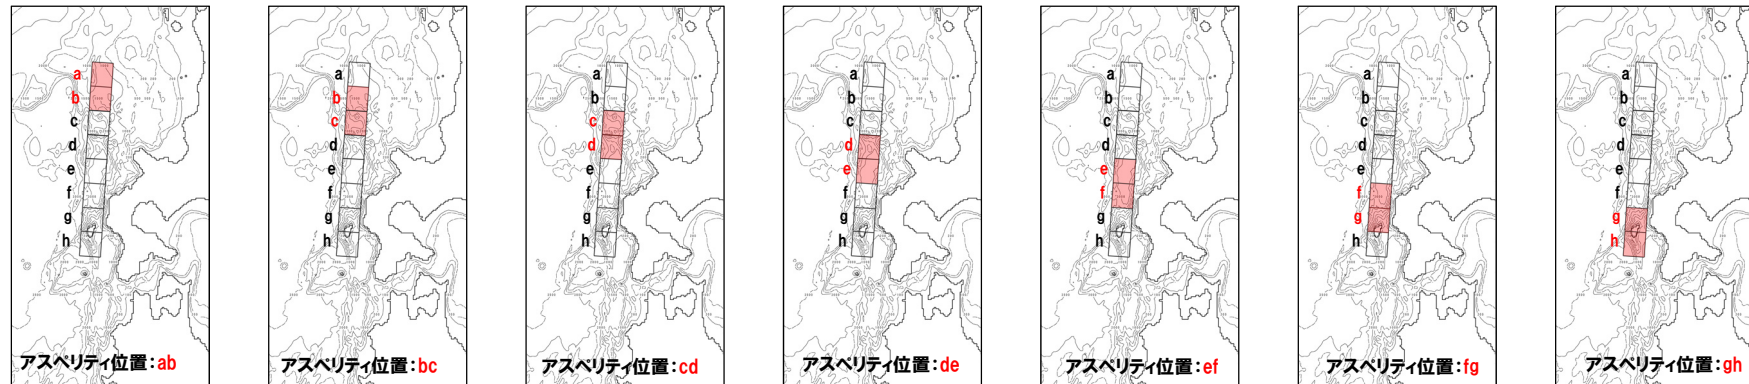 a
b
c
d
e
f
g
h
アスペリティ位置：ab
a
b
c
d
e
f
g
h
アスペリティ位置：bc
a
b
c
d
e
f
g
h
アスペリティ位置：cd
a
b
c
d
e
f
g
h
アスペリティ位置：de
a
b
c
d
e
f
g
h
アスペリティ位置：ef
a
b
c
d
e
f
g
h
アスペリティ位置：fg
a
b
c
d
e
f
g
h
アスペリティ位置：gh